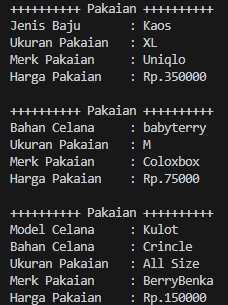 ++++++++++ Pakaian ++++++++++
Jenis Baju : Kaos
Ukuran Pakaian : XL
Merk Pakaian : Uniqlo
Harga Pakaian : Rp.350000
++++++++++ Pakaian ++++++++++
Bahan Celana : babyterry
Ukuran Pakaian : M
Merk Pakaian : Coloxbox
Harga Pakaian : Rp.75000
++++++++++ Pakaian ++++++++++
Model Celana : Kulot
Bahan Celana : Crincle
Ukuran Pakaian : All Size
Merk Pakaian : BerryBenka
Harga Pakaian : Rp.150000